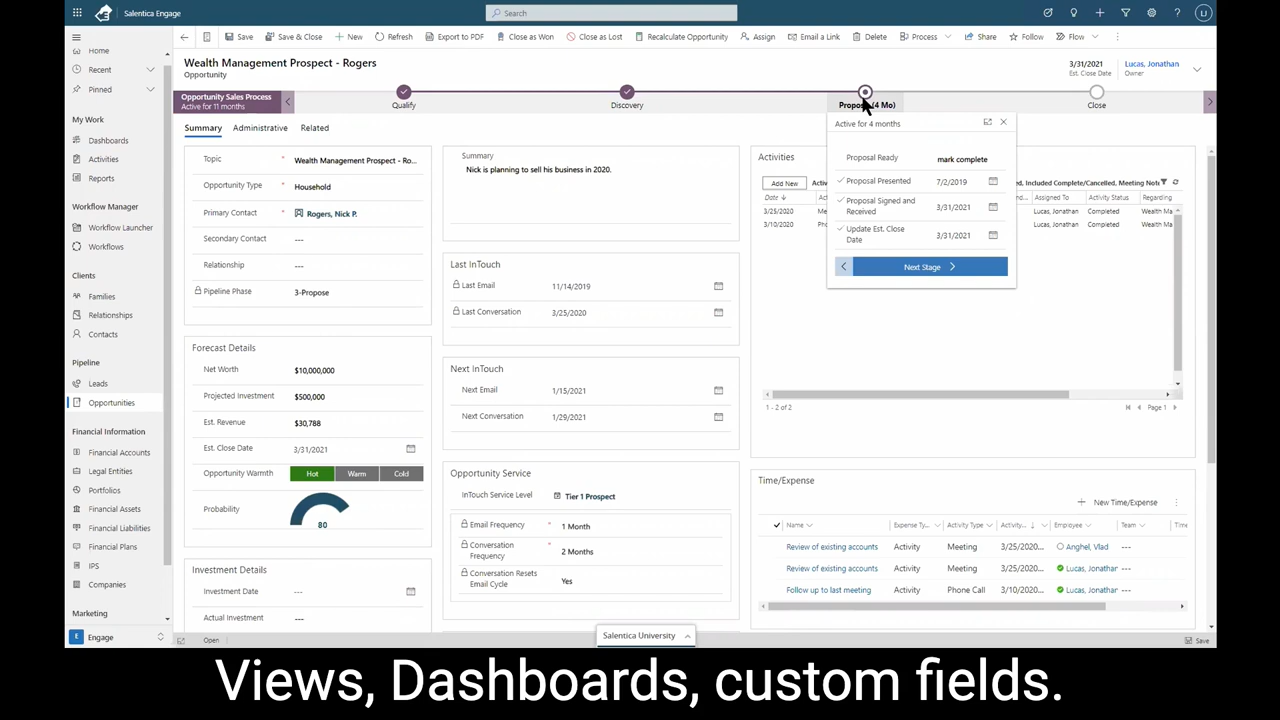 Salentica Engage
Search
Save
Save & Close
New
Refresh
Export to PDF
Close as Won
Close as Lost
Recalculate Opportunity
Assign
Email a Link
Delete
Process
Share
Follow
Flow
Home
Recent
Pinned
My Work
Dashboards
Activities
Reports
Workflow Manager
Workflow Launcher
Workflows
Clients
Families
Relationships
Contacts
Pipeline
Leads
Opportunities
Financial Information
Financial Accounts
Legal Entities
Portfolios
Financial Assets
Financial Liabilities
Financial Plans
IPS
Companies
Marketing
E Engage
Wealth Management Prospect - Rogers
Opportunity
3/31/2021
Est. Close Date
Lucas, Jonathan
Owner
Opportunity Sales Process
Active for 11 months
Qualify
Discovery
(4 Mo)
Close
Summary
Administrative
Related
Topic * Wealth Management Prospect - Ro...
Opportunity Type * Household
Primary Contact * Rogers, Nick P.
Secondary Contact ---
Relationship ---
Pipeline Phase 3-Propose
Forecast Details
Net Worth $10,000,000
Projected Investment $500,000
Est. Revenue $30,788
Est. Close Date 3/31/2021
Opportunity Warmth Hot Warm Cold
Probability 80
Investment Details
Investment Date ---
Actual Investment ---
Summary
Nick is planning to sell his business in 2020.
Last InTouch
Last Email 11/14/2019
Last Conversation 3/25/2020
Next InTouch
Next Email 1/15/2021
Next Conversation 1/29/2021
Opportunity Service
InTouch Service Level Tier 1 Prospect
Email Frequency * 1 Month
Conversation
Frequency * 2 Months
Conversation Resets
Email Cycle Yes
Active for 4 months
Proposal Ready mark complete
Proposal Presented 7/2/2019
Proposal Signed and
Received 3/31/2021
Update Est. Close
Date 3/31/2021
Next Stage
Activities
Add New
Included Complete/Cancelled, Meeting Note
Date Assigned To Activity Status Regarding
3/25/2020 Me Lucas, Jonathan Completed Wealth Ma
3/10/2020 Ph Lucas, Jonathan Completed Wealth Ma
1 - 2 of 2
Page 1
Time/Expense
New Time/Expense
Name Expense Ty... Activity Type Activity... Employee Team Time
Review of existing accounts Activity Meeting 3/25/2020... Anghel, Vlad ---
Review of existing accounts Activity Meeting 3/25/2020... Lucas, Jonathan ---
Follow up to last meeting Activity Phone Call 3/10/2020... Lucas, Jonathan ---
Salentica University
Open
Save
Views, Dashboards, custom fields.